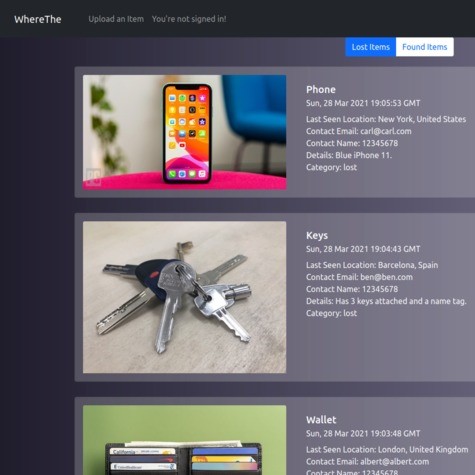 WhereThe
Upload an Item
You're not signed in!
Lost Items
Found Items
Phone
Sun, 28 Mar 2021 19:05:53 GMT
Last Seen Location: New York, United States
Contact Email: carl@carl.com
Contact Name: 12345678
Details: Blue iPhone 11.
Category: lost
Keys
Sun, 28 Mar 2021 19:04:43 GMT
Last Seen Location: Barcelona, Spain
Contact Email: ben@ben.com
Contact Name: 12345678
Details: Has 3 keys attached and a name tag.
Category: lost
Wallet
Sun, 28 Mar 2021 19:03:48 GMT
Last Seen Location: London, United Kingdom
Contact Email: albert@albert.com
Contact Name: 12345678
California